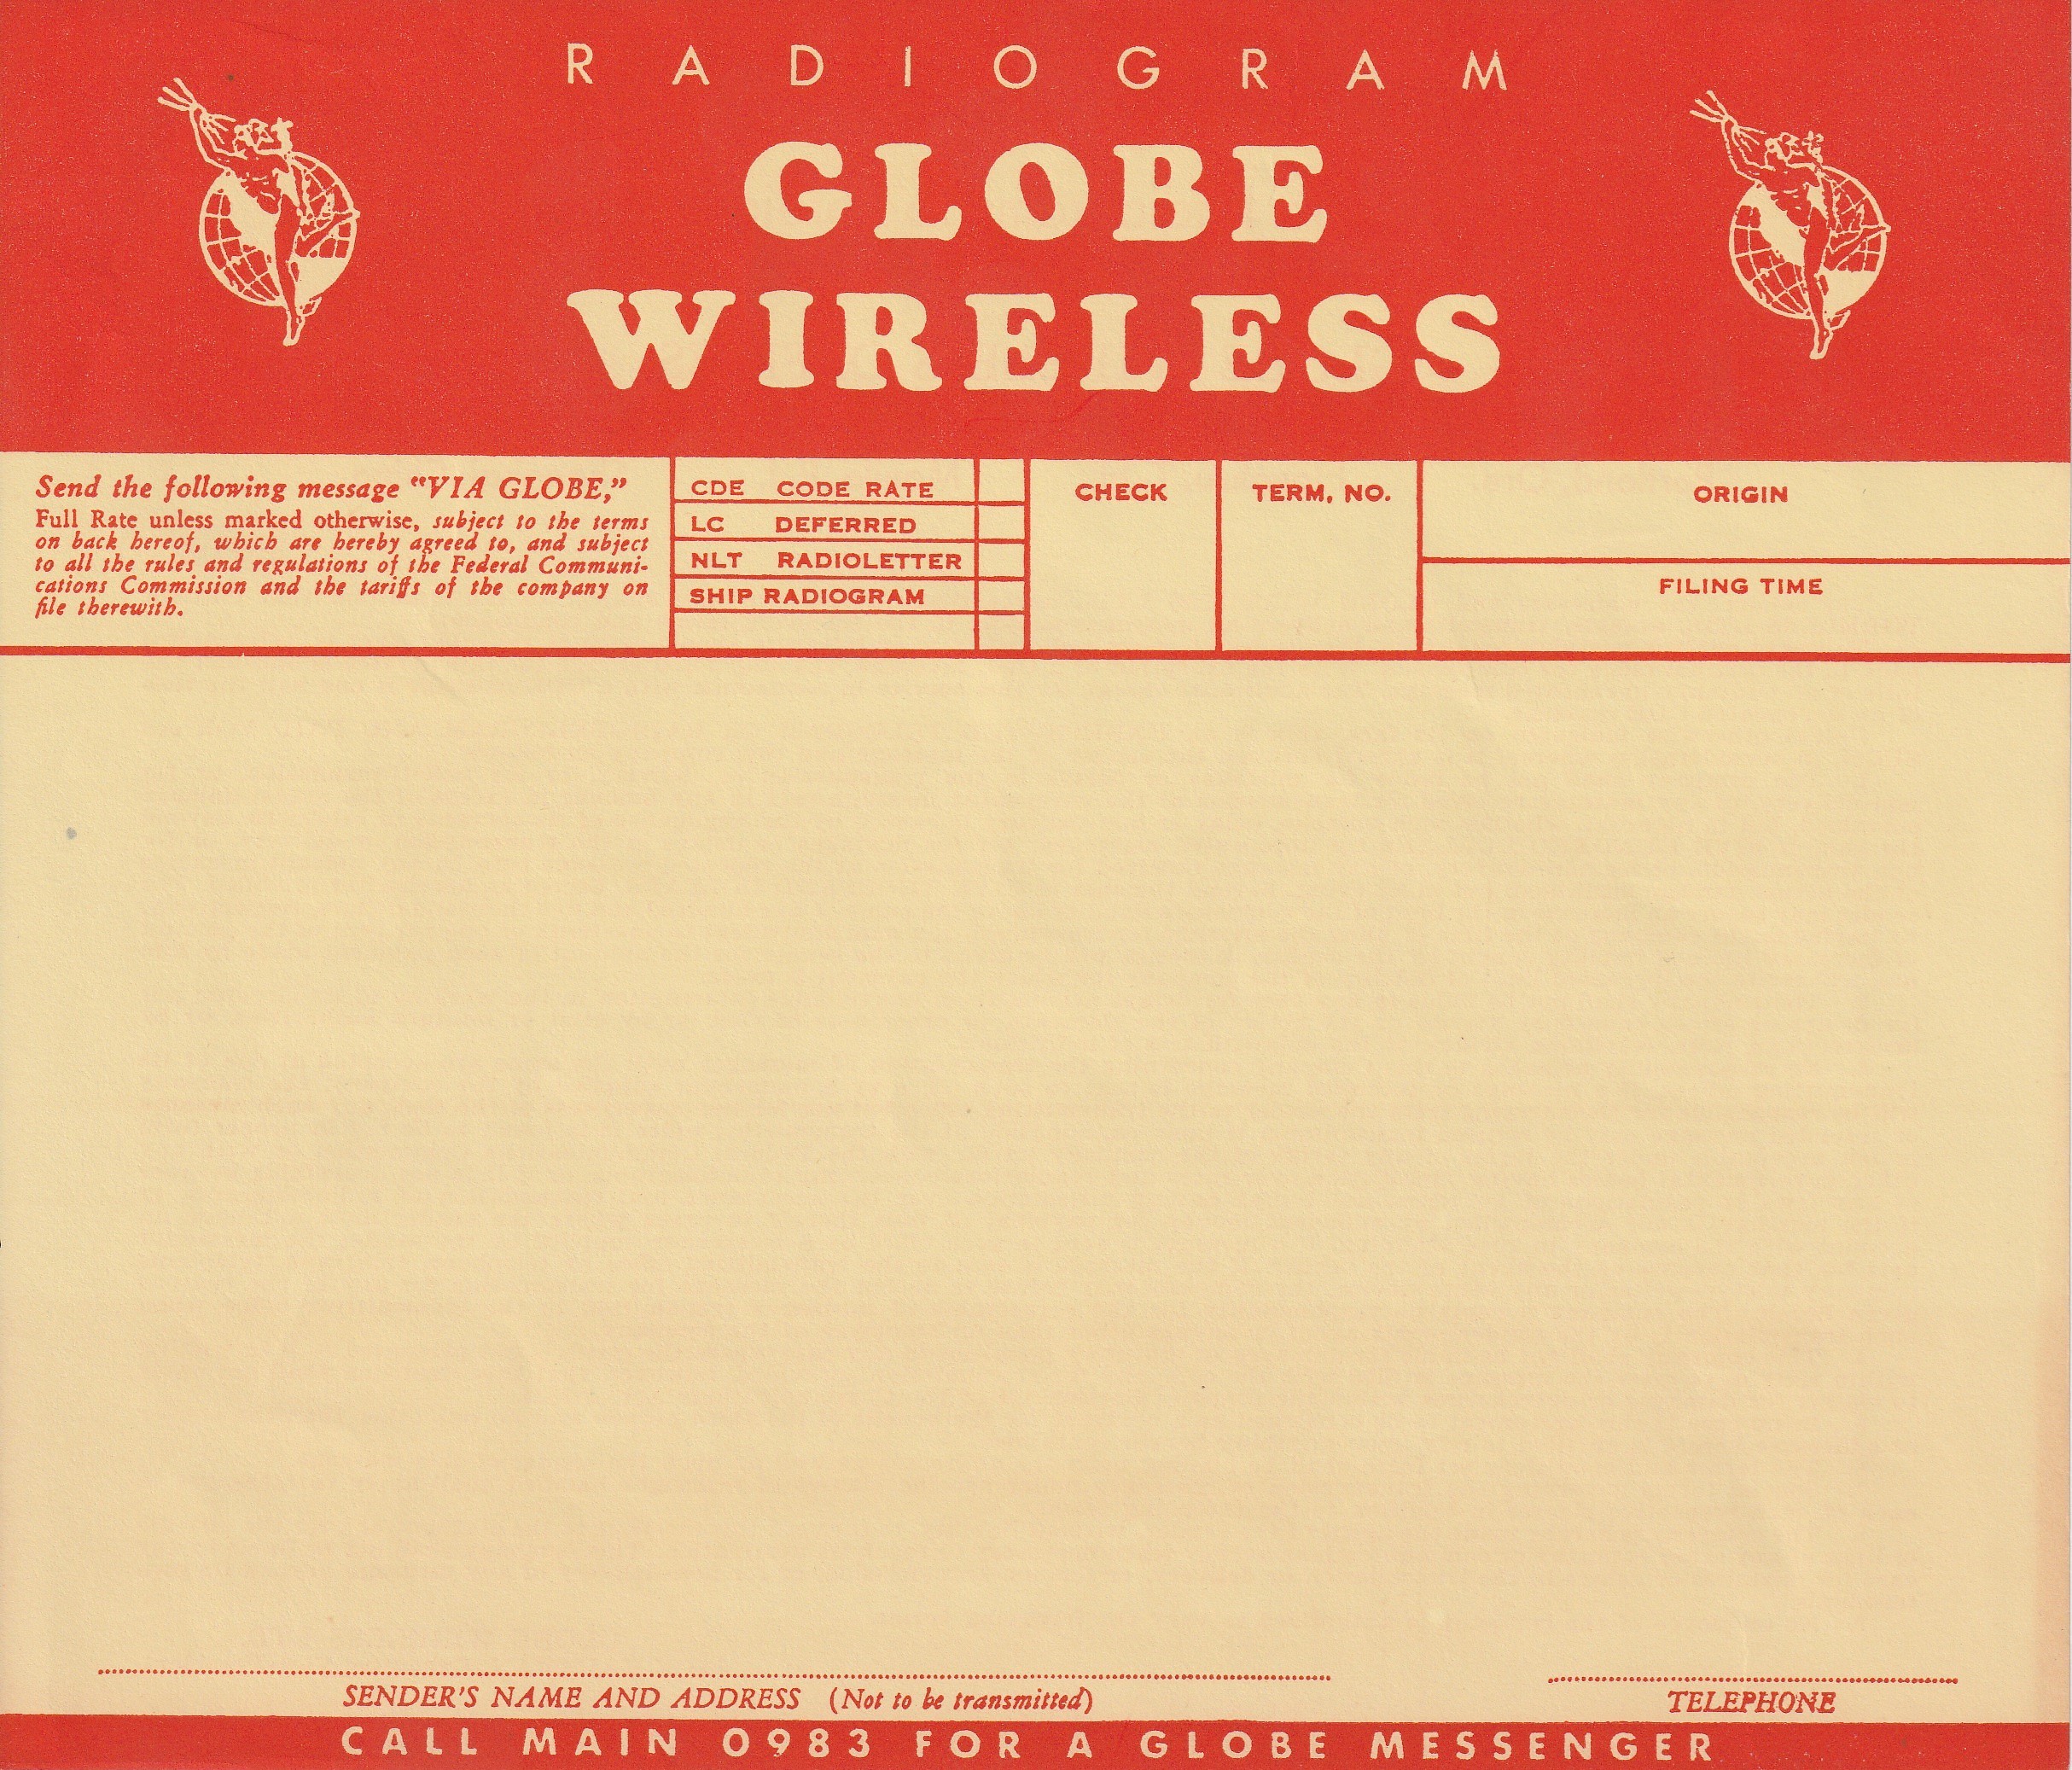 RADIOGRAM
GLOBE
WIRELESS
Send the following message "VIA GLOBE,"
Full Rate unless marked otherwise, subject to the terms
on back hereof, which are hereby agreed to, and subject
to all the rules and regulations of the Federal Communi-
cations Commission and the tariffs of the company on
file therewith.
CDE CODE RATE
LC DEFERRED
NLT RADIOLETTER
SHIP RADIOGRAM
CHECK
TERM, NO.
ORIGIN
FILING TIME
SENDER'S NAME AND ADDRESS (Not to be transmitted)
TELEPHONE
CALL MAIN 0983 FOR A GLOBE MESSENGER